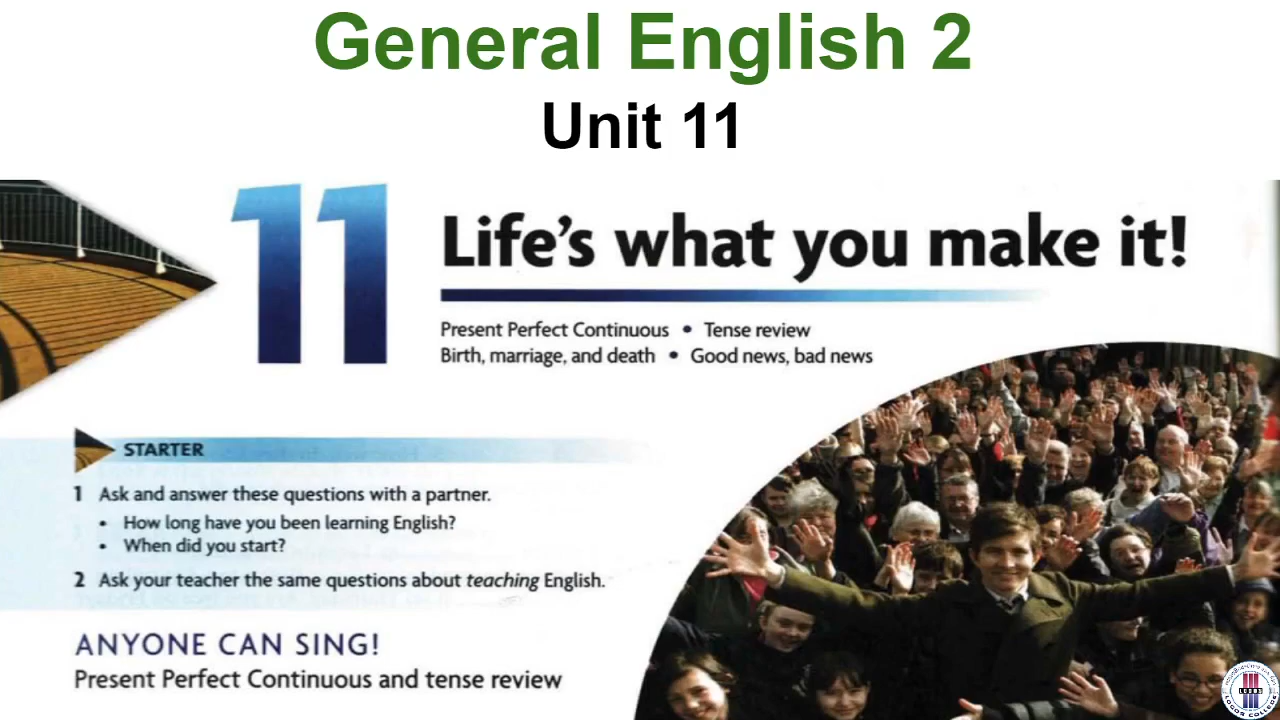 General English 2
Unit 11
11
Life's what you make it!
Present Perfect Continuous • Tense review
Birth, marriage, and death • Good news, bad news
STARTER
1 Ask and answer these questions with a partner.
• How long have you been learning English?
• When did you start?
2 Ask your teacher the same questions about teaching English.
ANYONE CAN SING!
Present Perfect Continuous and tense review
LOGOS
LOGOS COLLEGE